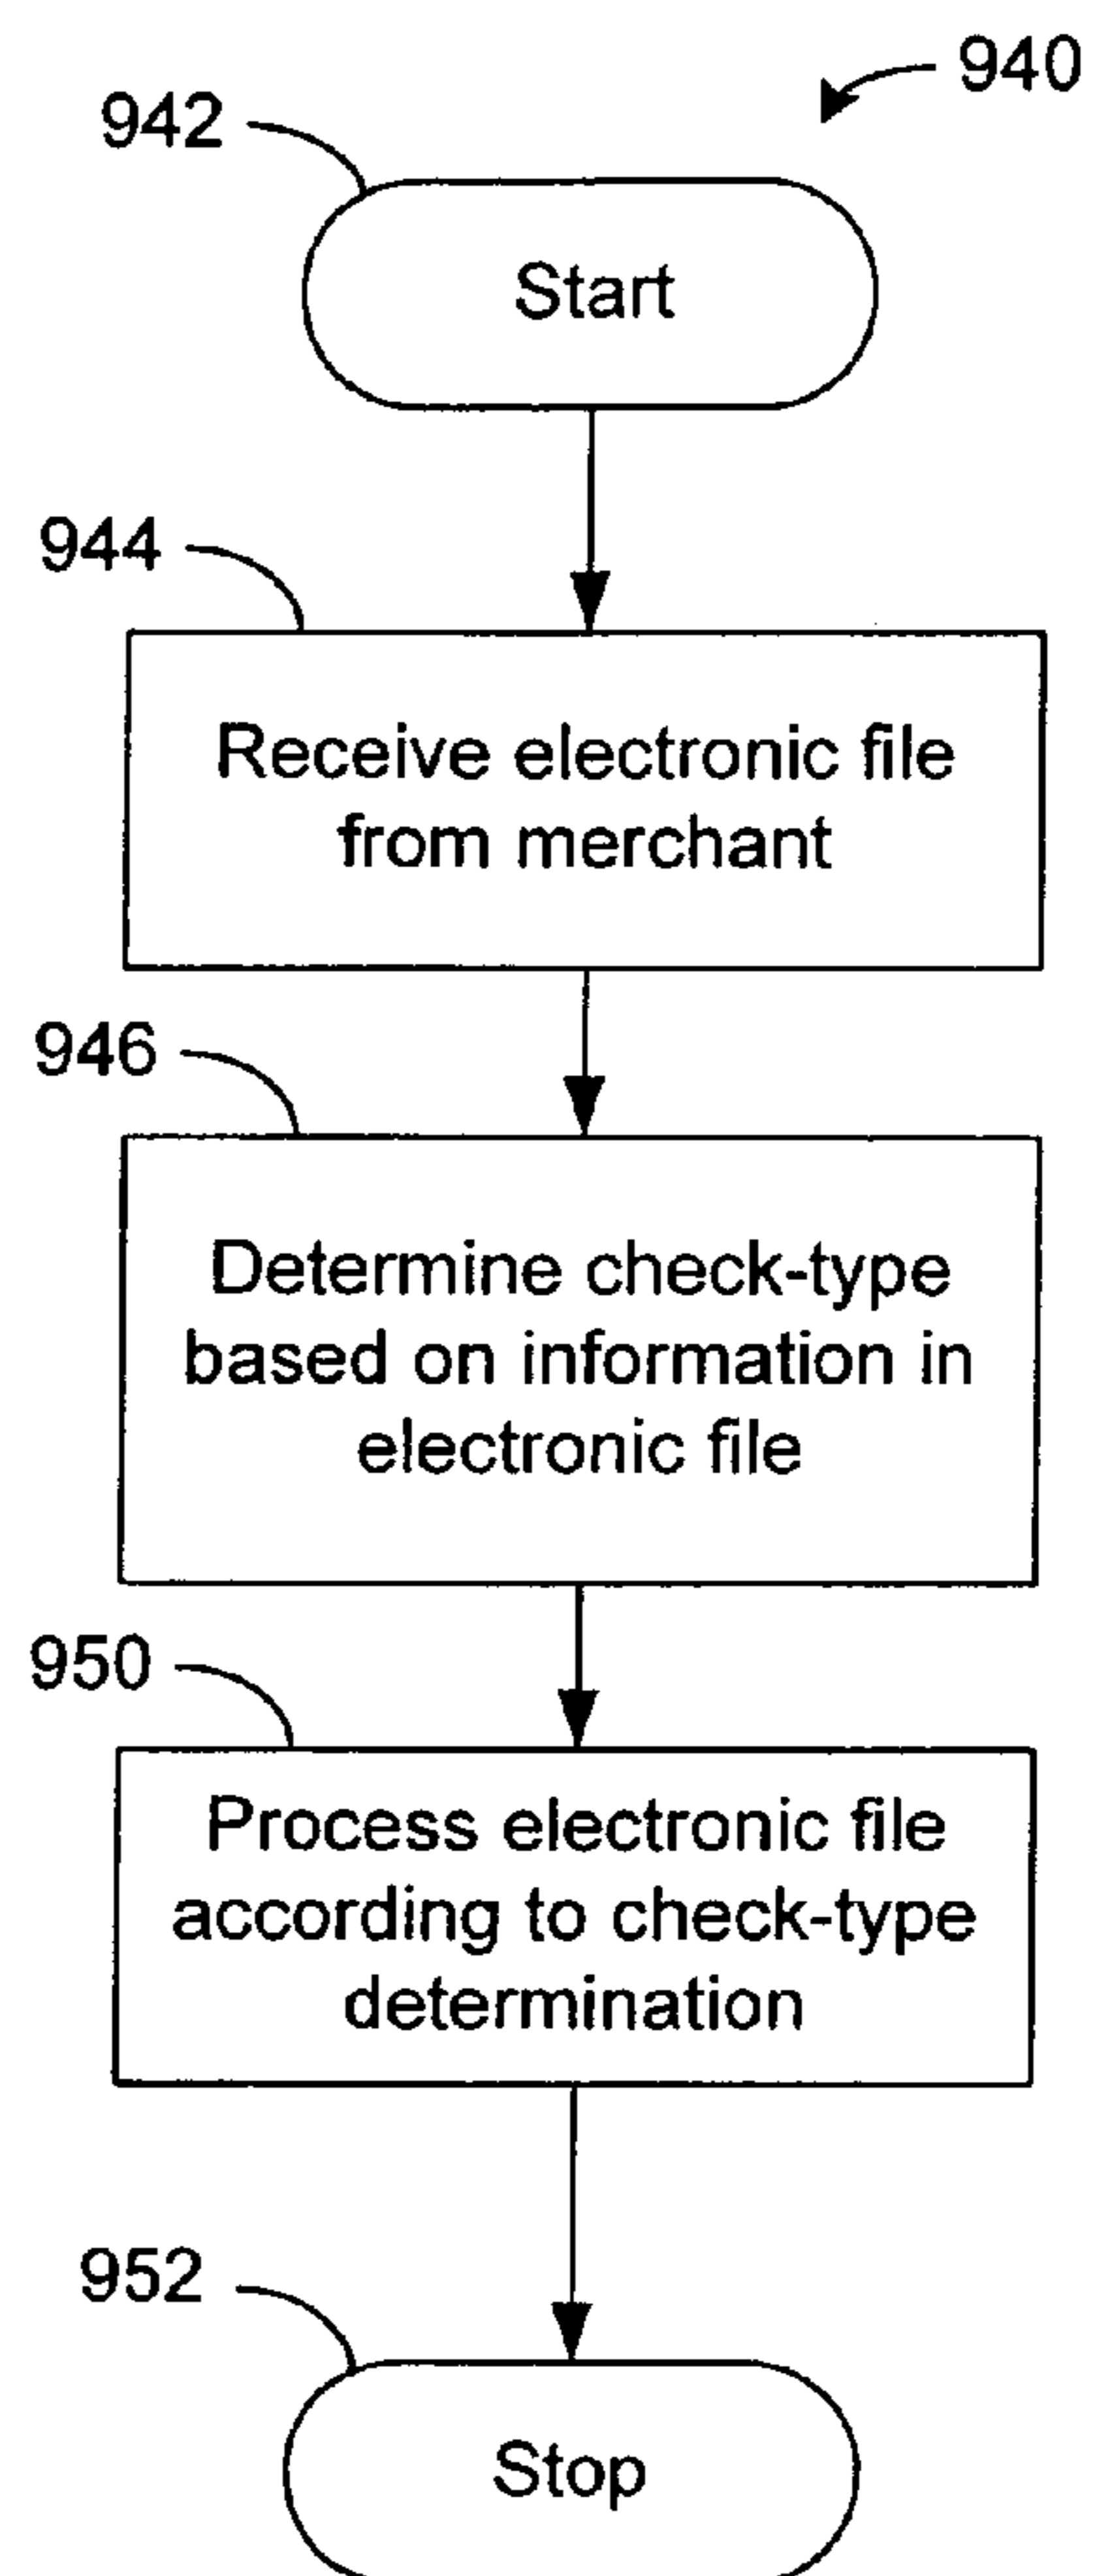 940
942
Start
944
Receive electronic file
from merchant
946
Determine check-type
based on information in
electronic file
950
Process electronic file
according to check-type
determination
952
Stop